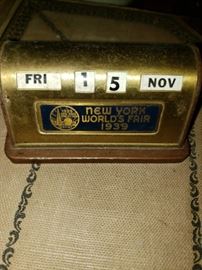 FRI 1 5 NOV
NEW YORK
WORLD'S FAIR
1939